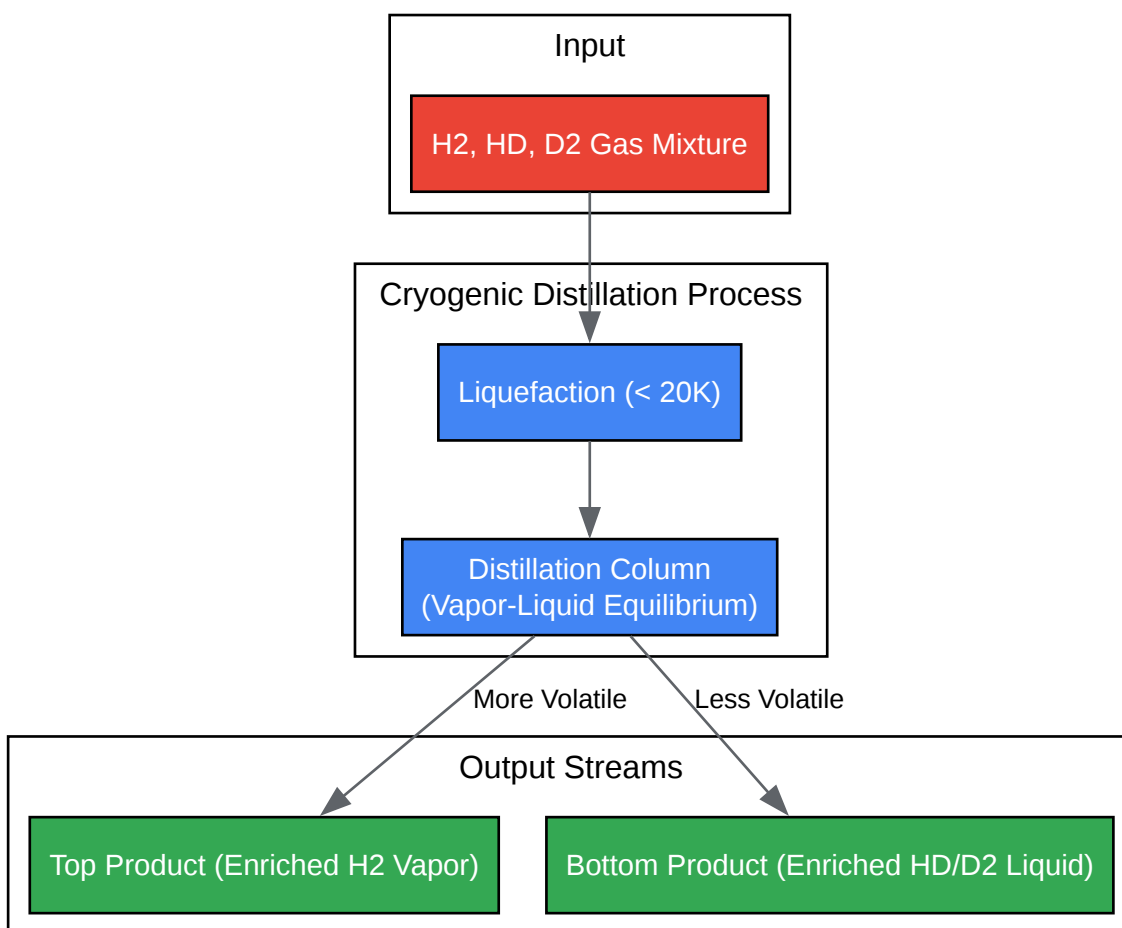 Input
H2, HD, D2 Gas Mixture
Cryogenic Distillation Process
Liquefaction (< 20K)
Distillation Column
(Vapor-Liquid Equilibrium)
More Volatile
Less Volatile
Output Streams
Top Product (Enriched H2 Vapor)
Bottom Product (Enriched HD/D2 Liquid)